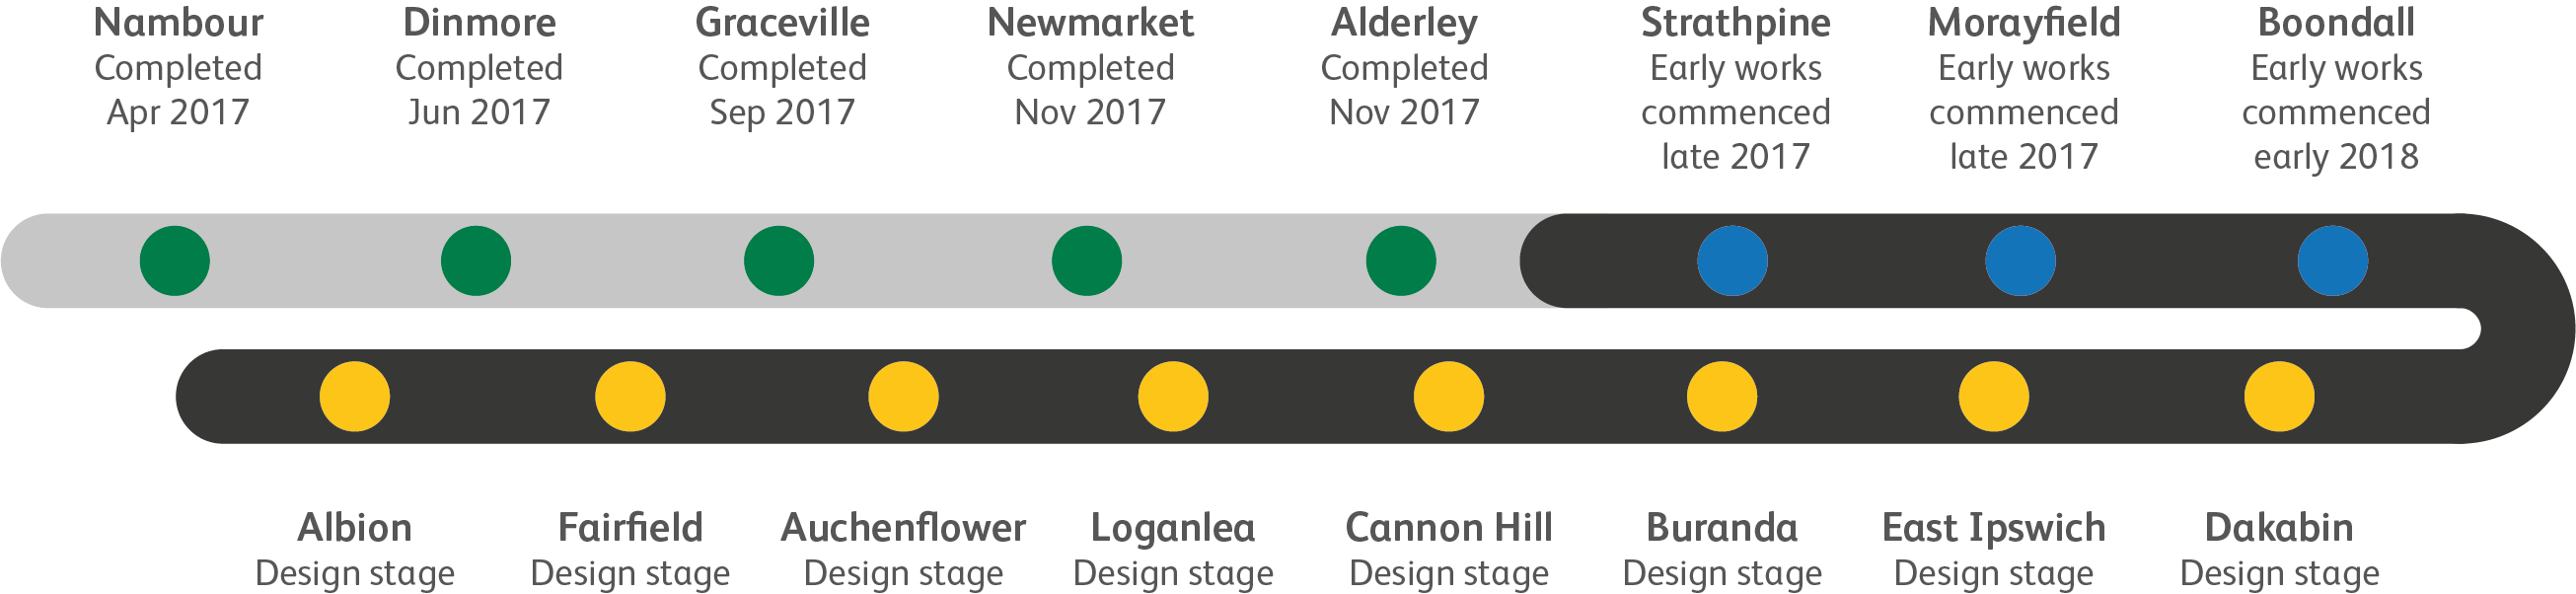 Nambour
Completed
Apr 2017
Dinmore
Completed
Jun 2017
Graceville
Completed
Sep 2017
Newmarket
Completed
Nov 2017
Alderley
Completed
Nov 2017
Strathpine
Early works
commenced
late 2017
Morayfield
Early works
commenced
late 2017
Boondall
Early works
commenced
early 2018
Albion
Design stage
Fairfield
Design stage
Auchenflower
Design stage
Loganlea
Design stage
Cannon Hill
Design stage
Buranda
Design stage
East Ipswich
Design stage
Dakabin
Design stage